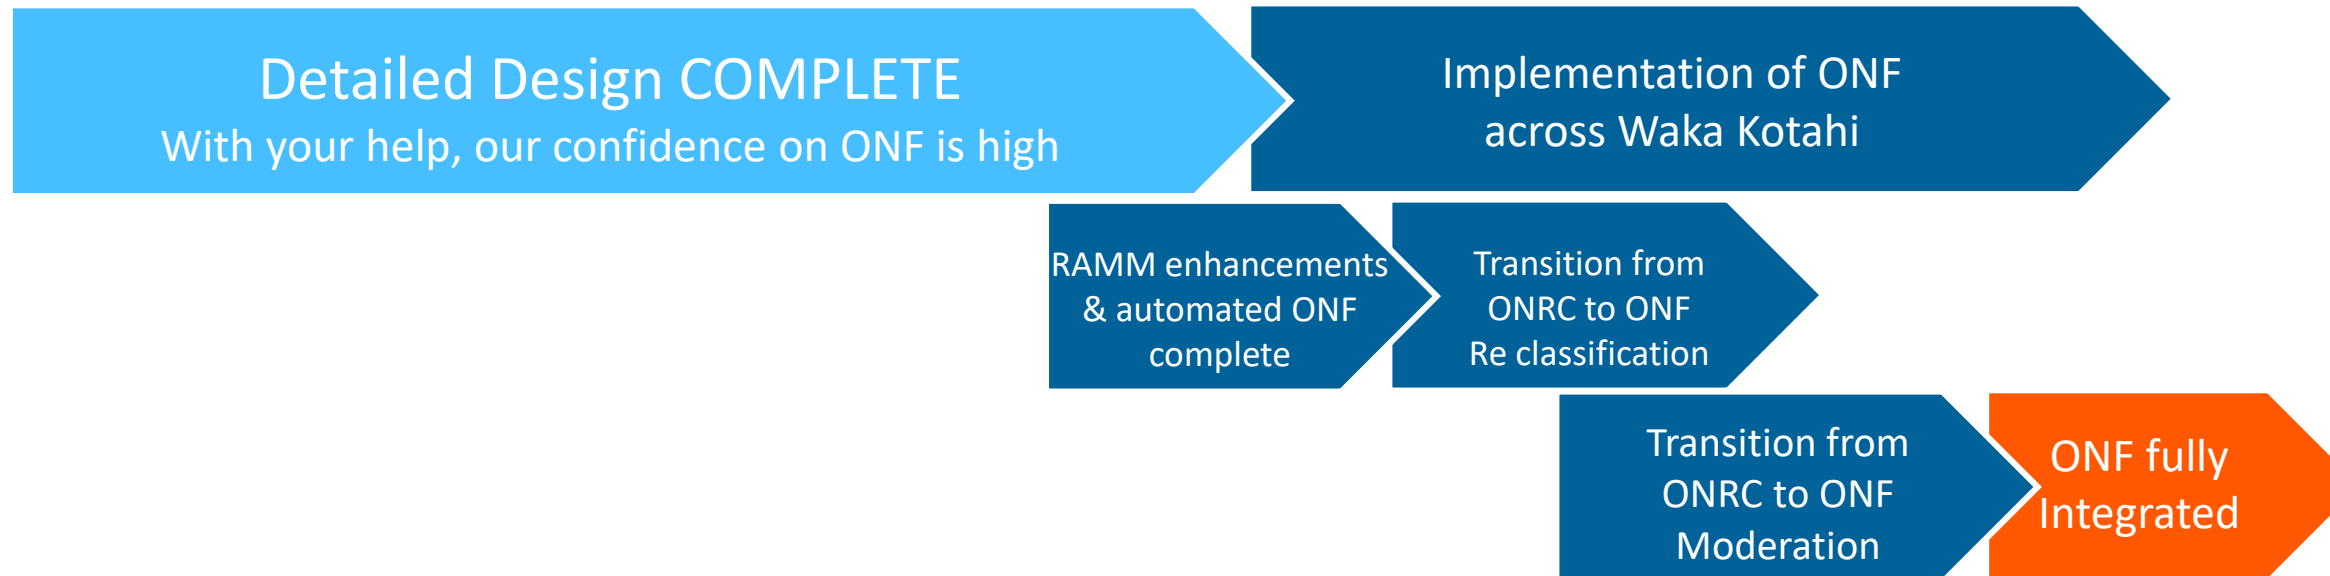 Detailed Design COMPLETE
With your help, our confidence on ONF is high
Implementation of ONF
across Waka Kotahi
RAMM enhancements
& automated ONF
complete
Transition from
ONRC to ONF
Re classification
Transition from
ONRC to ONF
Moderation
ONF fully
Integrated